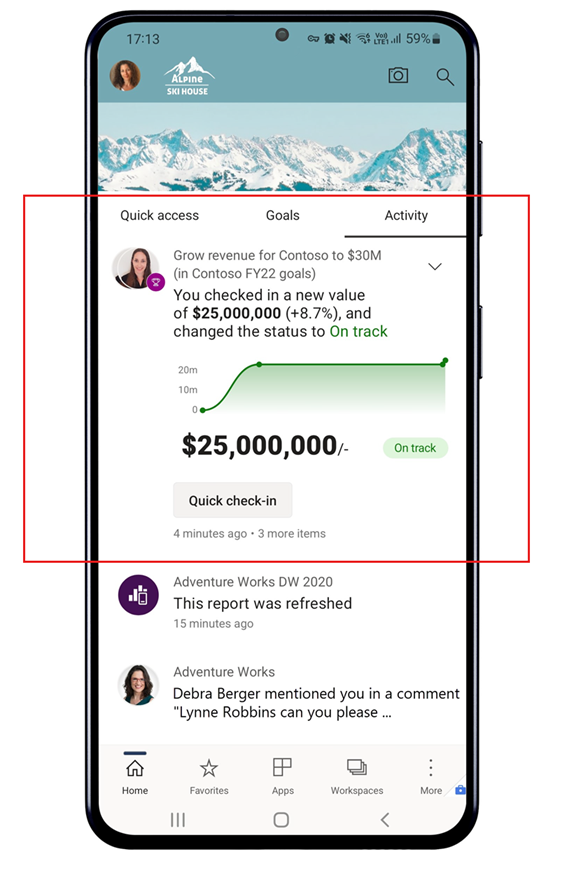 17:13
Vo) LTE1 59%
ALPINE
SKI HOUSE
Quick access Goals Activity
Grow revenue for Contoso to $30M
(in Contoso FY22 goals)
You checked in a new value
of $25,000,000 (+8.7%), and
changed the status to On track
20m
10m
0
$25,000,000/- On track
Quick check-in
4 minutes ago • 3 more items
Adventure Works DW 2020
This report was refreshed
15 minutes ago
Adventure Works
Debra Berger mentioned you in a comment
"Lynne Robbins can you please ...
Home Favorites Apps Workspaces More